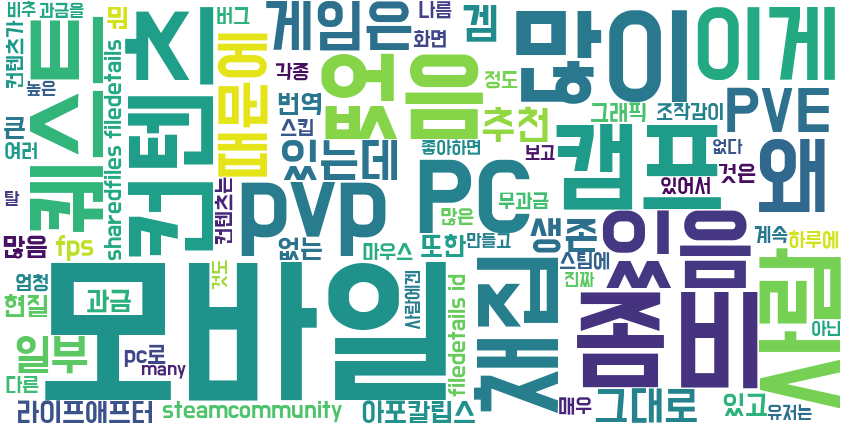 비추 과금을
컨텐츠가
높은
큰
여러
탈
많음
퀘스트
sharedfiles filedetails
뭔
컨텐츠
버그
때문에
각종
스킵
컨텐츠는
게임은
나름
화면
겜
번역
없음
정도
추천
좋아하면
있는데
많이
이게
그래픽
조작감이
PVE
보고
없다
캠프
있어서
것은
왜
pvp
PC
많은
무과금
fps
없는
마우스
또한
만들고
생존
스팀에
진짜
있음
계속
하루에
엄청
현질
과금
것도
모바일
사람에겐
filedetails id
채집
좀비
아닌
일부
pc로
many
다른
라이프애프터
steamcommunity
아포칼립스
매우
그대로
있고
유저는